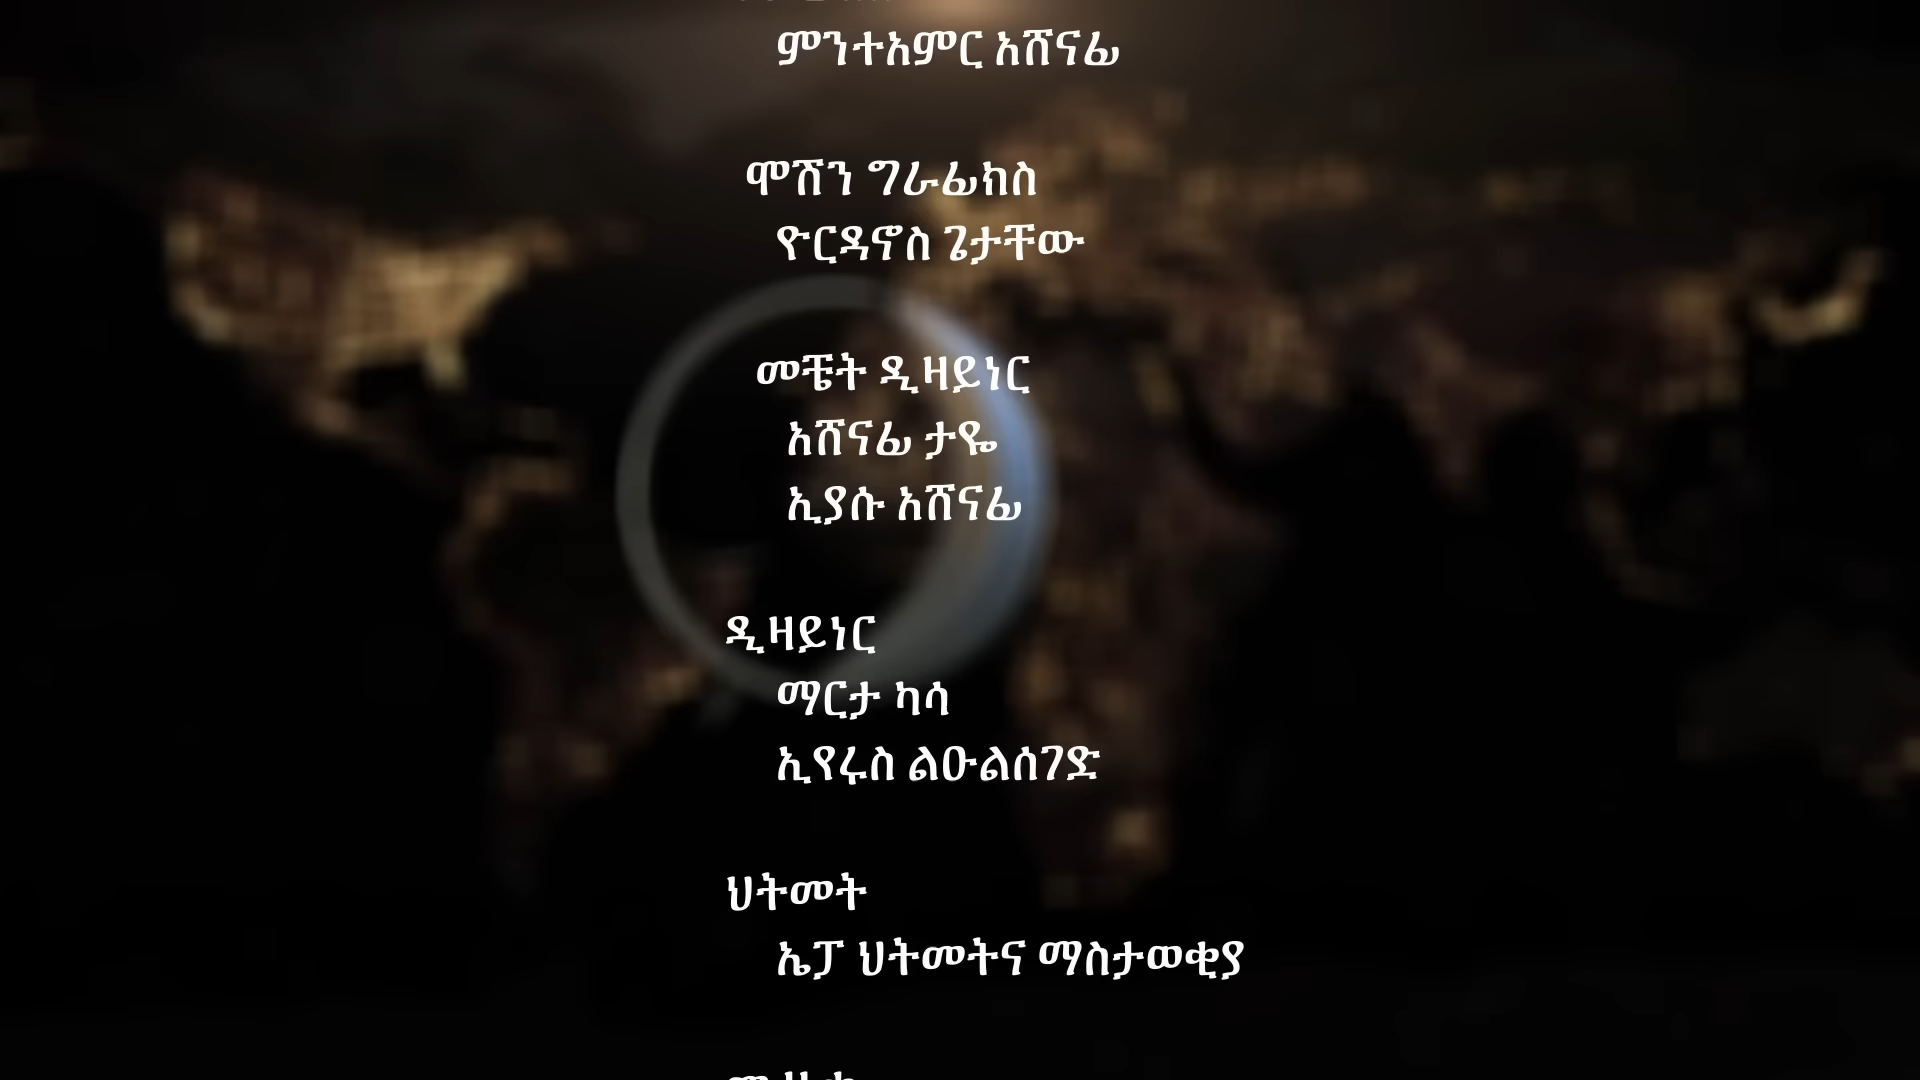 ምንተአምር አሸናፊ
ሞሽን ግራፊክስ
ዮርዳኖስ ጌታቸው
መቼት ዲዛይነር
አሸናፊ ታዬ
ኢያሱ አሸናፊ
ዲዛይነር
ማርታ ካሳ
ኢየሩስ ልዑልሰገድ
ህትመት
ኤፓ ህትመትና ማስታወቂያ